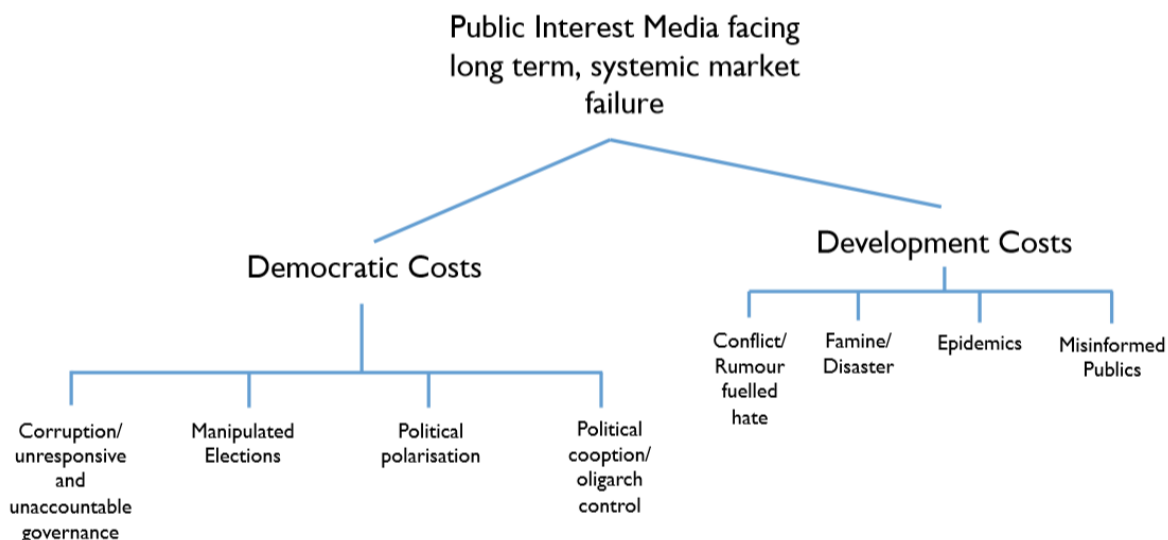 Public Interest Media facing
long term, systemic market
failure
Democratic Costs
Corruption/
unresponsive
and
unaccountable
governance
Manipulated
Elections
Political
polarisation
Political
cooption/
oligarch
control
Development Costs
Conflict/
Rumour
fuelled
hate
Famine/
Disaster
Epidemics
Misinformed
Publics